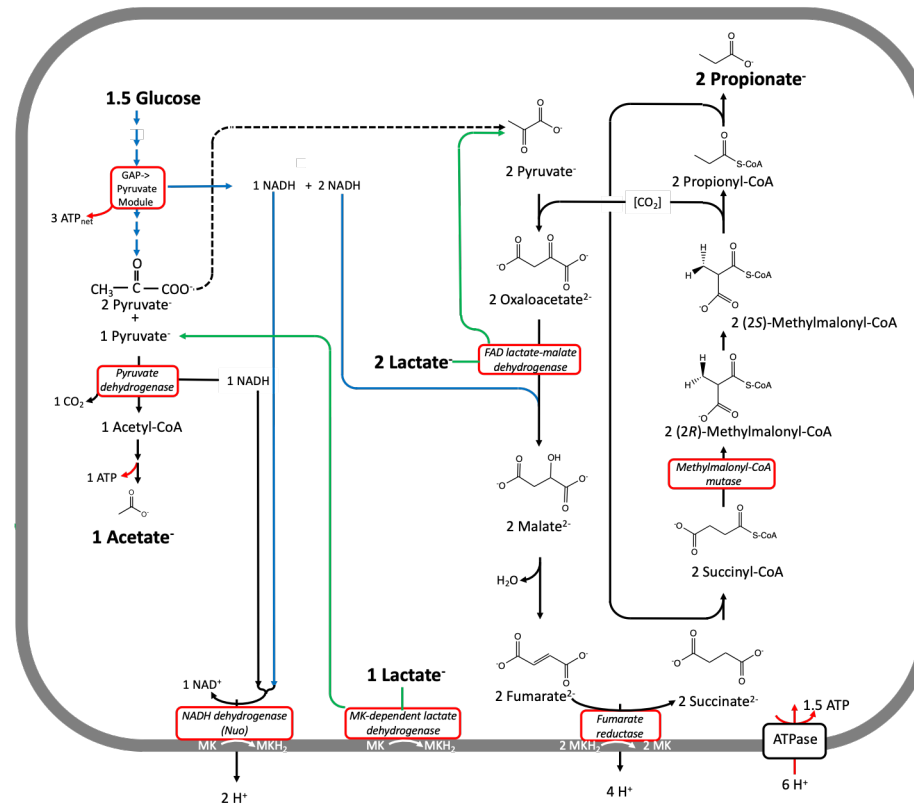 1.5 Glucose
GAP->
Pyruvate
Module
3 ATPnet
1 NADH + 2 NADH
O
CH3—C—COO-
2 Pyruvate-
+
1 Pyruvate-
Pyruvate
dehydrogenase
1 NADH
1 CO2
1 Acetyl-CoA
1 ATP
O
O-
1 Acetate-
1 NAD+
NADH dehydrogenase
(Nuo)
MK MKH2
2 H+
1 Lactate-
MK-dependent lactate
dehydrogenase
MK MKH2
O
O-
O
2 Pyruvate-
[CO2]
O O
-O O-
O
2 Oxaloacetate2-
2 Lactate-
FAD lactate-malate
dehydrogenase
O OH
-O O-
O
2 Malate2-
H2O
O
-O O-
O
2 Fumarate2-
Fumarate
reductase
2 MKH2 2 MK
4 H+
O
O-
2 Propionate-
O
S-CoA
2 Propionyl-CoA
H O
H S-CoA
-O O
2 (2S)-Methylmalonyl-CoA
H O
H S-CoA
-O O
2 (2R)-Methylmalonyl-CoA
Methylmalonyl-CoA
mutase
-O O
O S-CoA
2 Succinyl-CoA
O
-O O-
O
2 Succinate2-
1.5 ATP
ATPase
6 H+